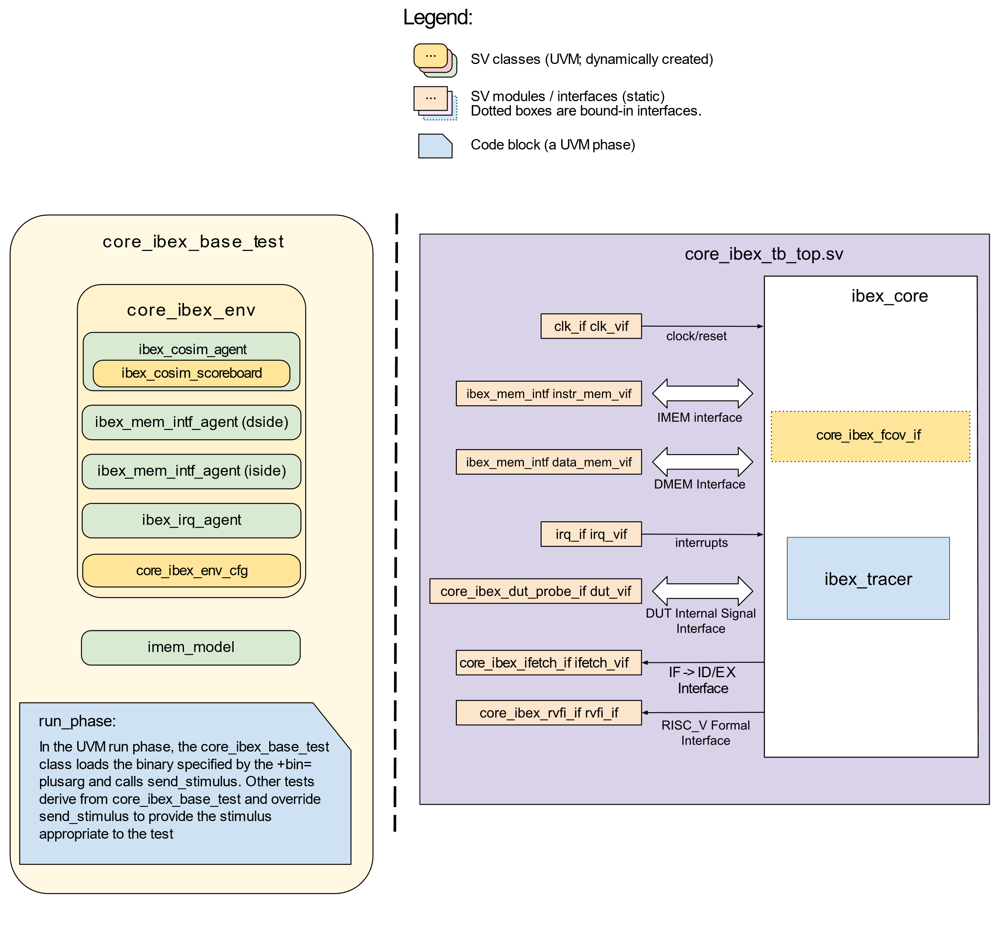 Legend:
...
SV classes (UVM; dynamically created)
...
SV modules / interfaces (static)
Dotted boxes are bound-in interfaces.
Code block (a UVM phase)
core_ibex_base_test
core_ibex_env
ibex_cosim_agent
ibex_cosim_scoreboard
ibex_mem_intf_agent (dside)
ibex_mem_intf_agent (iside)
ibex_irq_agent
core_ibex_env_cfg
imem_model
run_phase:
In the UVM run phase, the core_ibex_base_test
class loads the binary specified by the +bin=
plusarg and calls send_stimulus. Other tests
derive from core_ibex_base_test and override
send_stimulus to provide the stimulus
appropriate to the test
core_ibex_tb_top.sv
ibex_core
clk_if clk_vif
clock/reset
ibex_mem_intf instr_mem_vif
IMEM interface
core_ibex_fcov_if
ibex_mem_intf data_mem_vif
DMEM Interface
irq_if irq_vif
interrupts
ibex_tracer
core_ibex_dut_probe_if dut_vif
DUT Internal Signal
Interface
core_ibex_ifetch_if ifetch_vif
IF -> ID/EX
Interface
core_ibex_rvfi_if rvfi_if
RISC_V Formal
Interface